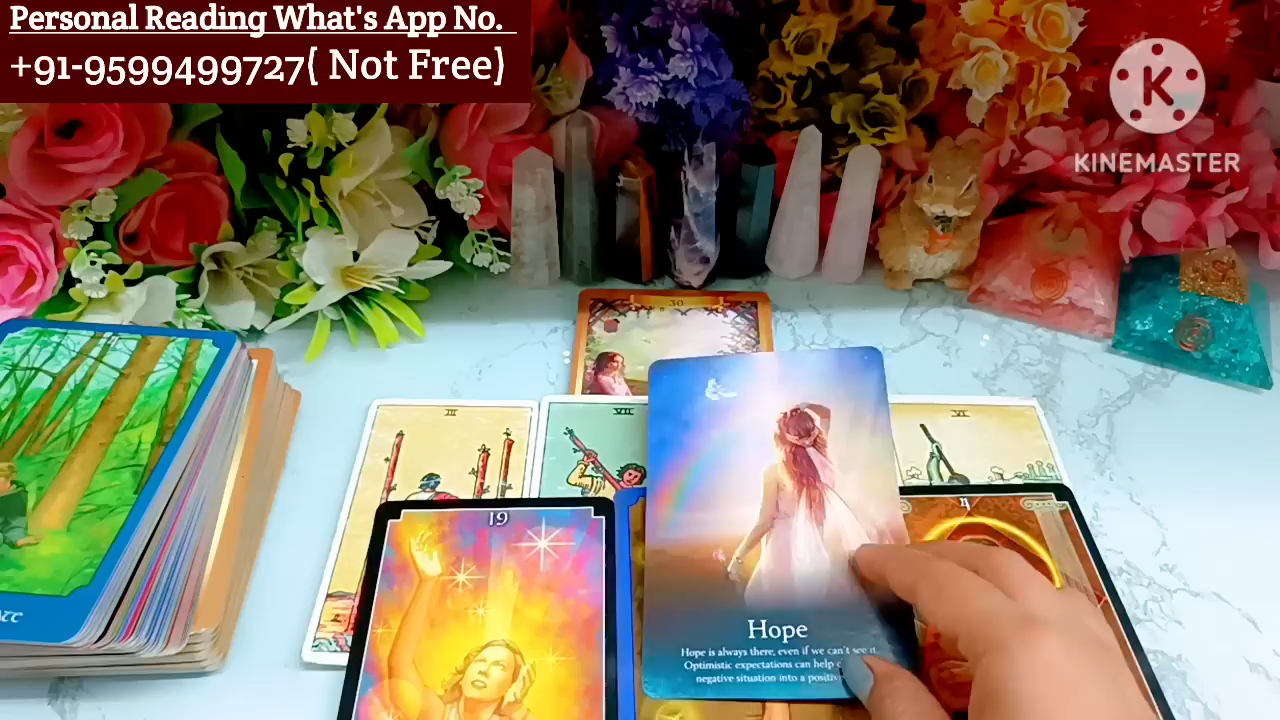 Personal Reading What's App No.
+91-9599499727( Not Free)
K
KINEMASTER
30
III
VII
VI
19
4
Hope
Hope is always there, even if we can't see it.
Optimistic expectations can help
negative situation into a positiv